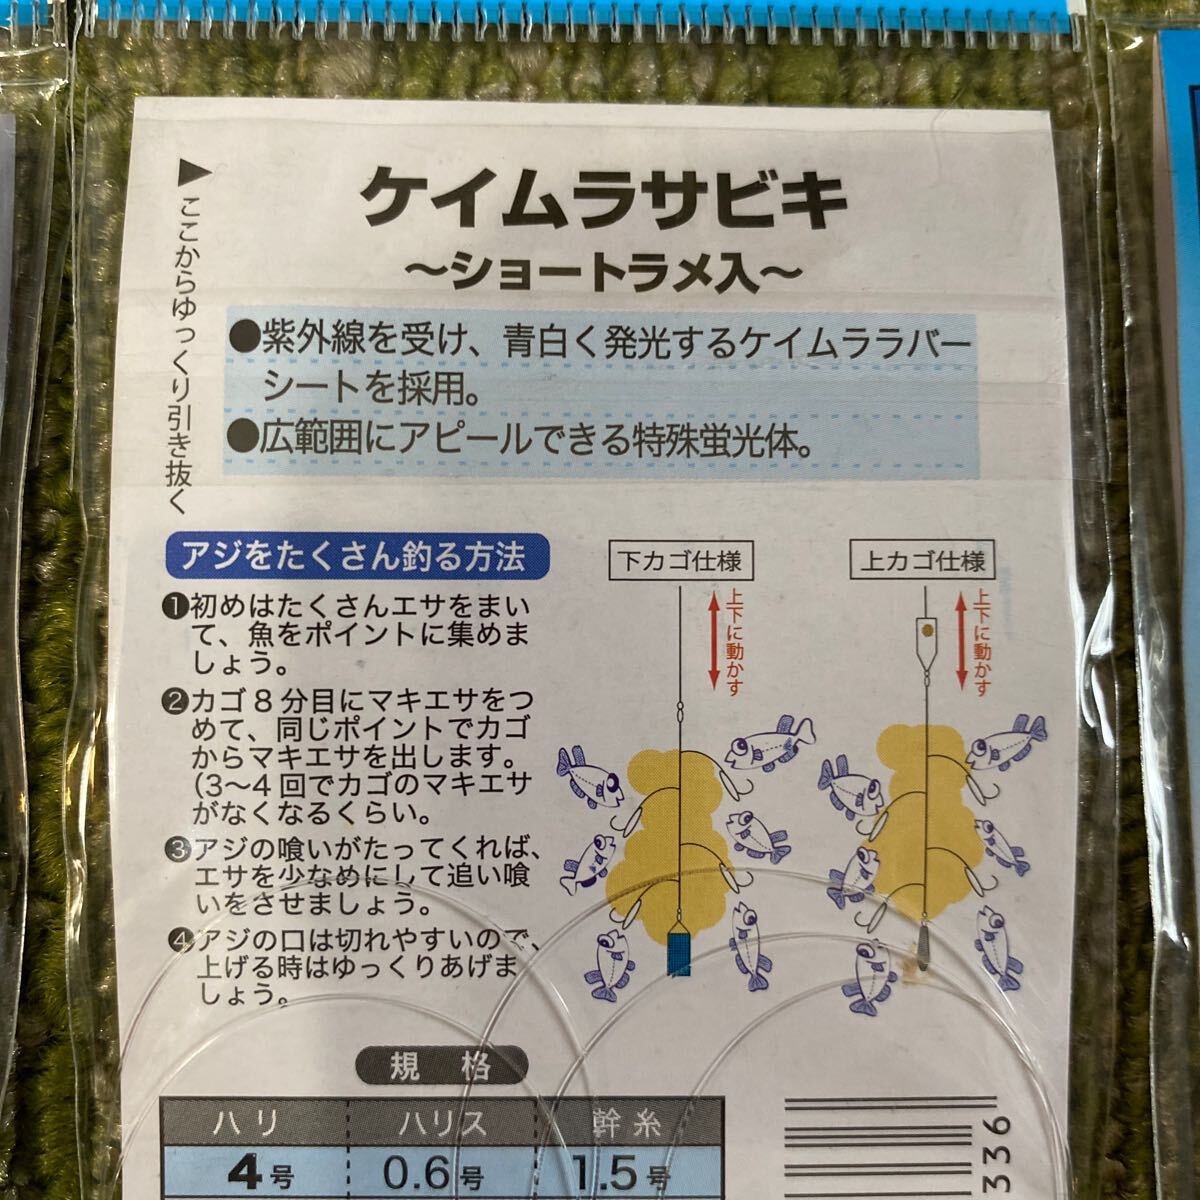 ▶ここからゆっくり引き抜く
ケイムラサビキ
〜ショートラメ入〜
●紫外線を受け、青白く発光するケイムララバー
シートを採用。
●広範囲にアピールできる特殊蛍光体。
アジをたくさん釣る方法
❶初めはたくさんエサをまい
て、魚をポイントに集めま
しょう。
❷カゴ8分目にマキエサをつ
めて、同じポイントでカゴ
からマキエサを出します。
(3〜4回でカゴのマキエサ
がなくなるくらい。
❸アジの喰いがたってくれば、
エサを少なめにして追い喰
いをさせましょう。
❹アジの口は切れやすいので、
上げる時はゆっくりあげま
しょう。
下カゴ仕様
上下に動かす
上カゴ仕様
上下に動かす
規格
ハリ ハリス 幹糸
4号 0.6号 1.5号
336